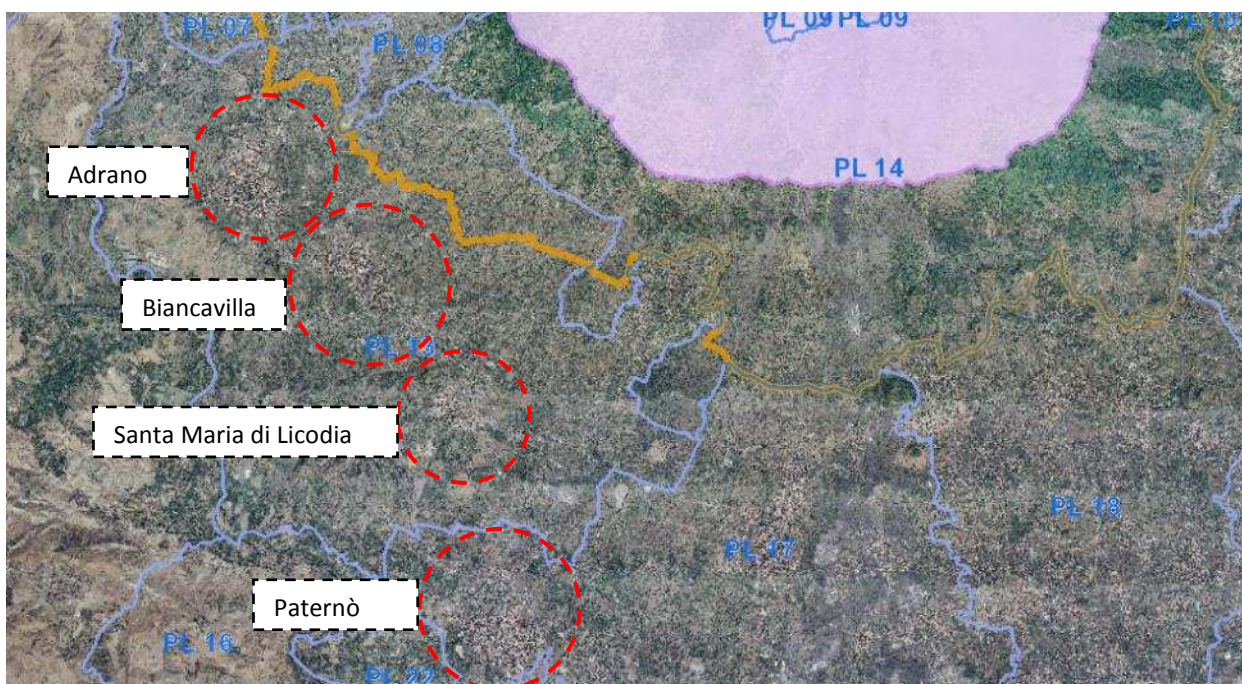 PL 07
PL 08
PL 09 PL 09
PL 10
Adrano
PL 14
Biancavilla
PL 13
Santa Maria di Licodia
PL 18
PL 17
Paternò
PL 16
PL 22